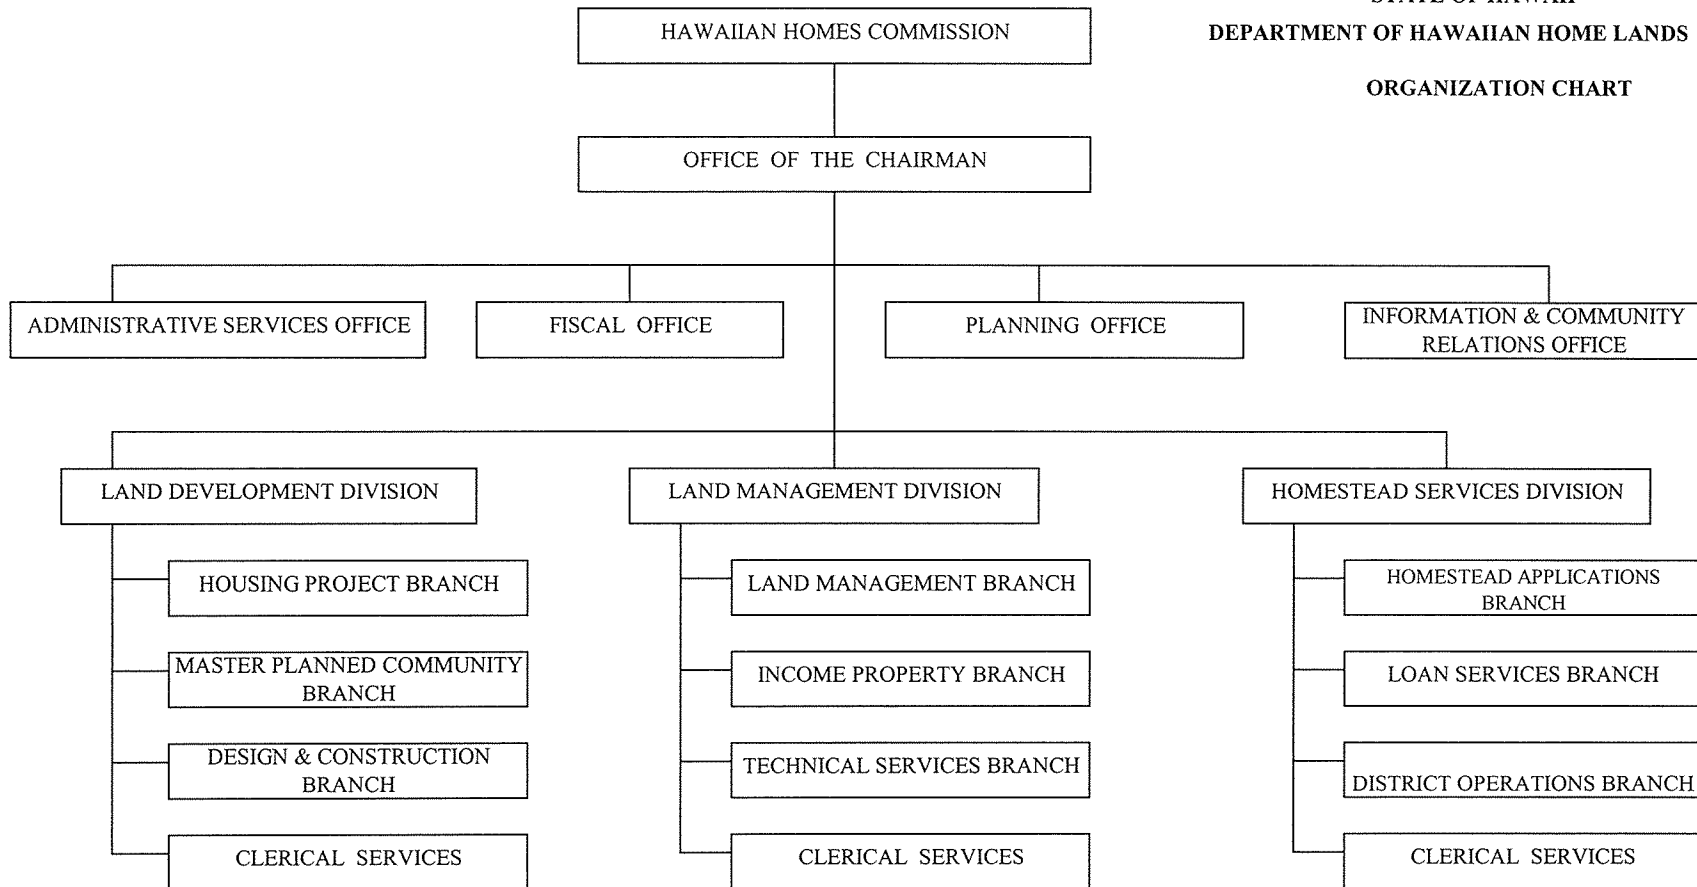 STATE OF HAWAII
DEPARTMENT OF HAWAIIAN HOME LANDS
ORGANIZATION CHART
HAWAIIAN HOMES COMMISSION
OFFICE OF THE CHAIRMAN
ADMINISTRATIVE SERVICES OFFICE
FISCAL OFFICE
PLANNING OFFICE
INFORMATION & COMMUNITY
RELATIONS OFFICE
LAND DEVELOPMENT DIVISION
HOUSING PROJECT BRANCH
MASTER PLANNED COMMUNITY
BRANCH
DESIGN & CONSTRUCTION
BRANCH
CLERICAL SERVICES
LAND MANAGEMENT DIVISION
LAND MANAGEMENT BRANCH
INCOME PROPERTY BRANCH
TECHNICAL SERVICES BRANCH
CLERICAL SERVICES
HOMESTEAD SERVICES DIVISION
HOMESTEAD APPLICATIONS
BRANCH
LOAN SERVICES BRANCH
DISTRICT OPERATIONS BRANCH
CLERICAL SERVICES